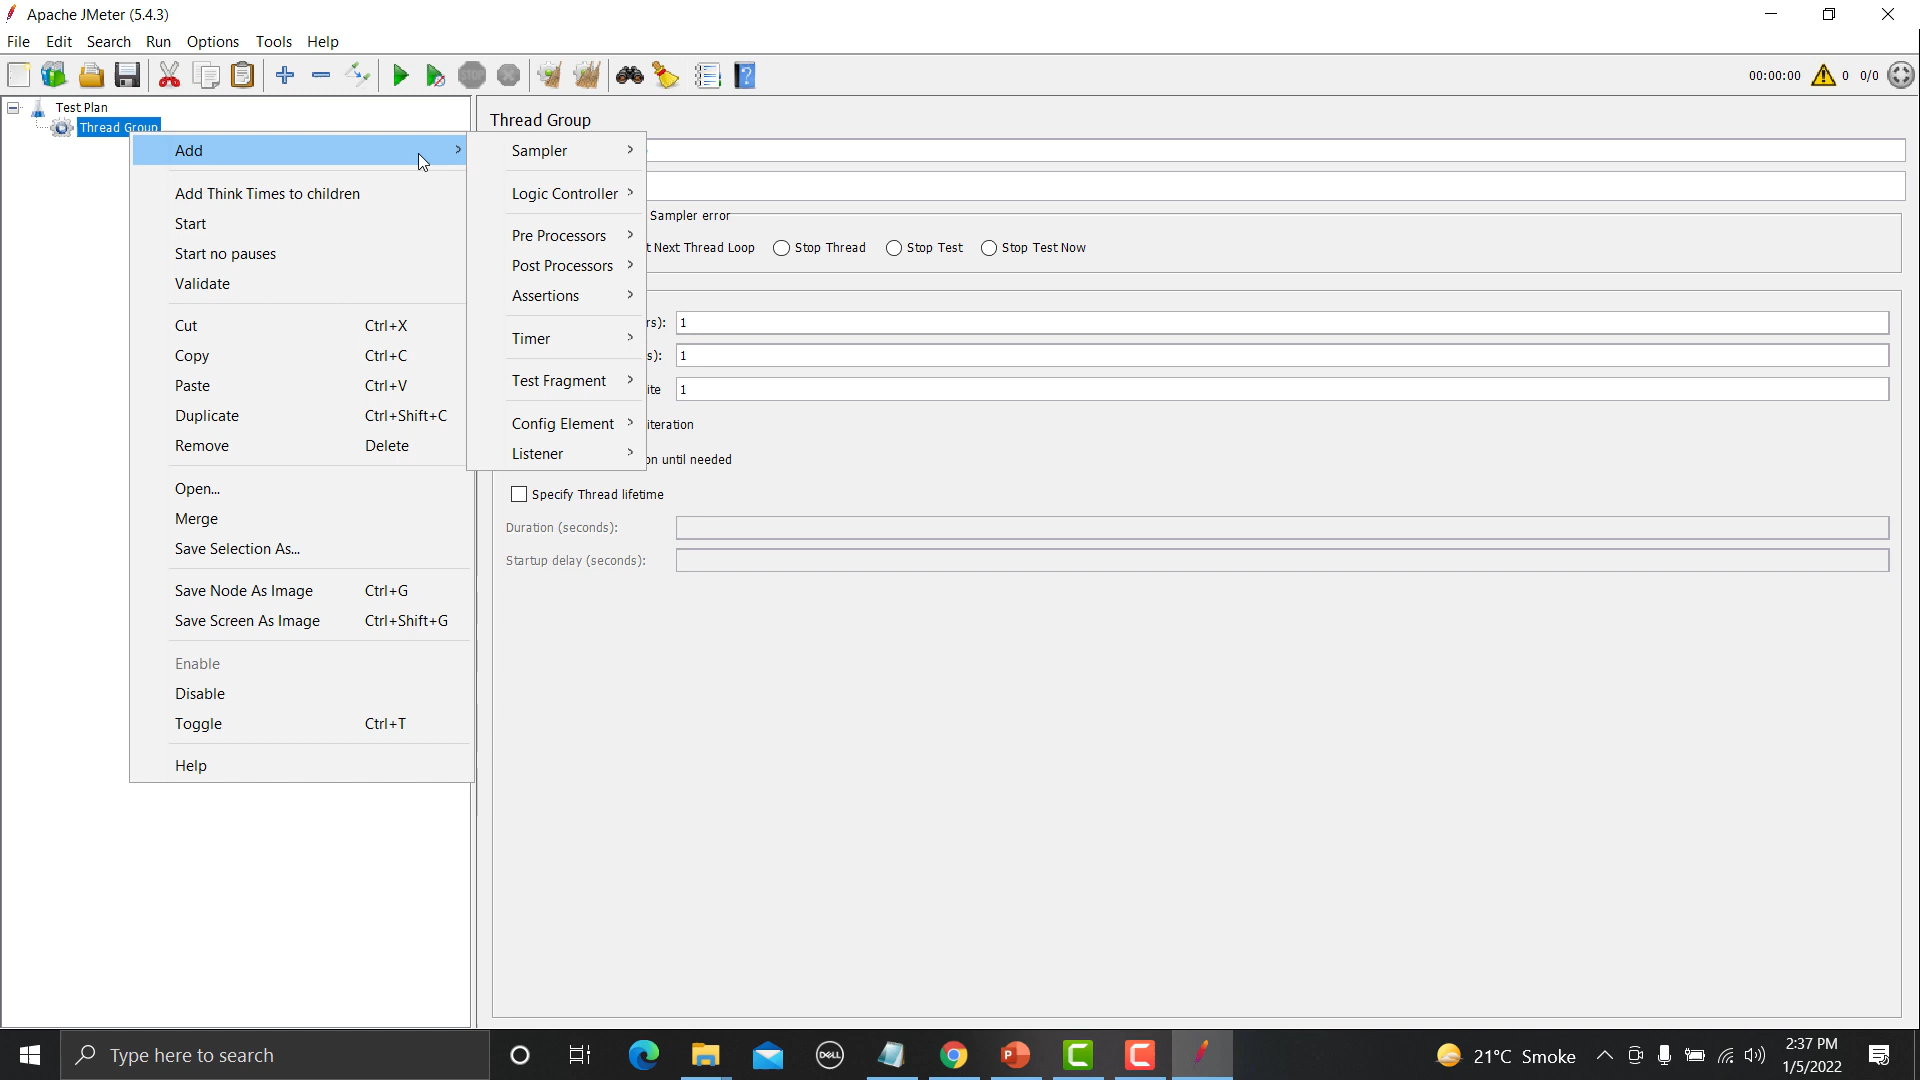 Apache JMeter (5.4.3)
File Edit Search Run Options Tools Help
STOP
00:00:00 0 0/0
Test Plan
Thread Group
Add
Add Think Times to children
Start
Start no pauses
Validate
Cut Ctrl+X
Copy Ctrl+C
Paste Ctrl+V
Duplicate Ctrl+Shift+C
Remove Delete
Open...
Merge
Save Selection As...
Save Node As Image Ctrl+G
Save Screen As Image Ctrl+Shift+G
Enable
Disable
Toggle Ctrl+T
Help
Sampler
Logic Controller
Pre Processors
Post Processors
Assertions
Timer
Test Fragment
Config Element
Listener
Thread Group
Sampler error
t Next Thread Loop Stop Thread Stop Test Stop Test Now
rs): 1
s): 1
ite 1
iteration
on until needed
Specify Thread lifetime
Duration (seconds):
Startup delay (seconds):
Type here to search
DELL
21°C Smoke
2:37 PM
1/5/2022